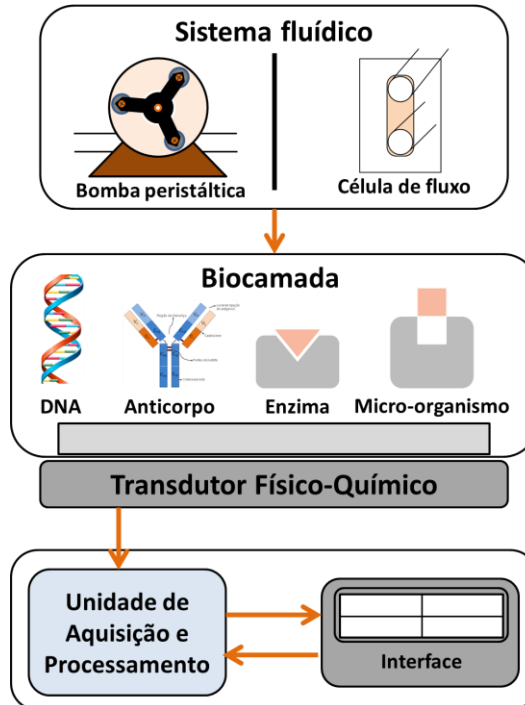 Sistema fluídico
Bomba peristáltica
Célula de fluxo
Biocamada
DNA
Anticorpo
Enzima
Micro-organismo
Transdutor Físico-Químico
Unidade de
Aquisição e
Processamento
Interface